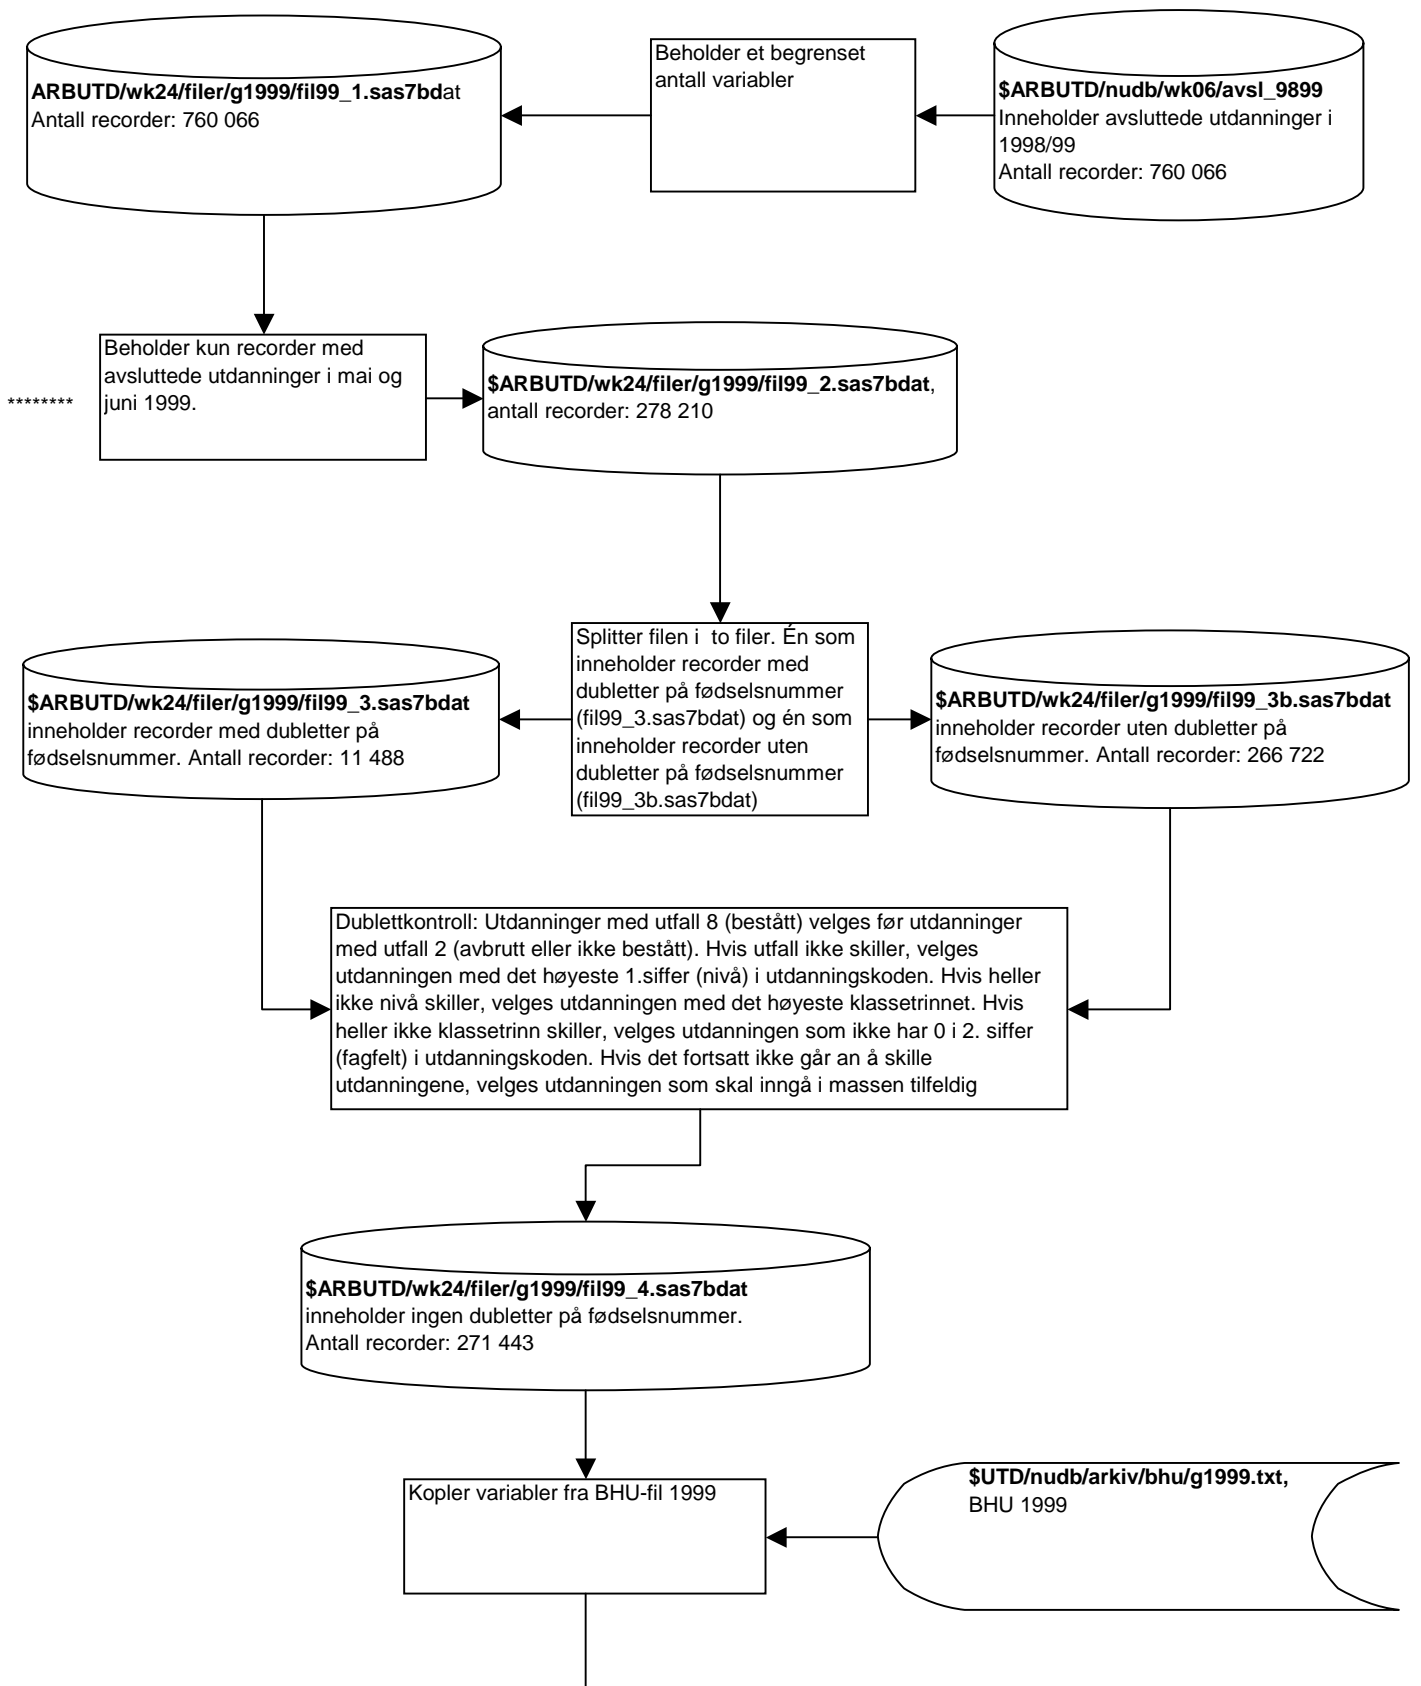 ARBUTD/wk24/filer/g1999/fil99_1.sas7bdat
Antall recorder: 760 066
Beholder et begrenset
antall variabler
$ARBUTD/nudb/wk06/avsl_9899
Inneholder avsluttede utdanninger i
1998/99
Antall recorder: 760 066
********
Beholder kun recorder med
avsluttede utdanninger i mai og
juni 1999.
$ARBUTD/wk24/filer/g1999/fil99_2.sas7bdat,
antall recorder: 278 210
$ARBUTD/wk24/filer/g1999/fil99_3.sas7bdat
inneholder recorder med dubletter på
fødselsnummer. Antall recorder: 11 488
Splitter filen i  to filer. Én som
inneholder recorder med
dubletter på fødselsnummer
(fil99_3.sas7bdat) og én som
inneholder recorder uten
dubletter på fødselsnummer
(fil99_3b.sas7bdat)
$ARBUTD/wk24/filer/g1999/fil99_3b.sas7bdat
inneholder recorder uten dubletter på
fødselsnummer. Antall recorder: 266 722
Dublettkontroll: Utdanninger med utfall 8 (bestått) velges før utdanninger
med utfall 2 (avbrutt eller ikke bestått). Hvis utfall ikke skiller, velges
utdanningen med det høyeste 1.siffer (nivå) i utdanningskoden. Hvis heller
ikke nivå skiller, velges utdanningen med det høyeste klassetrinnet. Hvis
heller ikke klassetrinn skiller, velges utdanningen som ikke har 0 i 2. siffer
(fagfelt) i utdanningskoden. Hvis det fortsatt ikke går an å skille
utdanningene, velges utdanningen som skal inngå i massen tilfeldig
$ARBUTD/wk24/filer/g1999/fil99_4.sas7bdat
inneholder ingen dubletter på fødselsnummer.
Antall recorder: 271 443
Kopler variabler fra BHU-fil 1999
$UTD/nudb/arkiv/bhu/g1999.txt,
BHU 1999